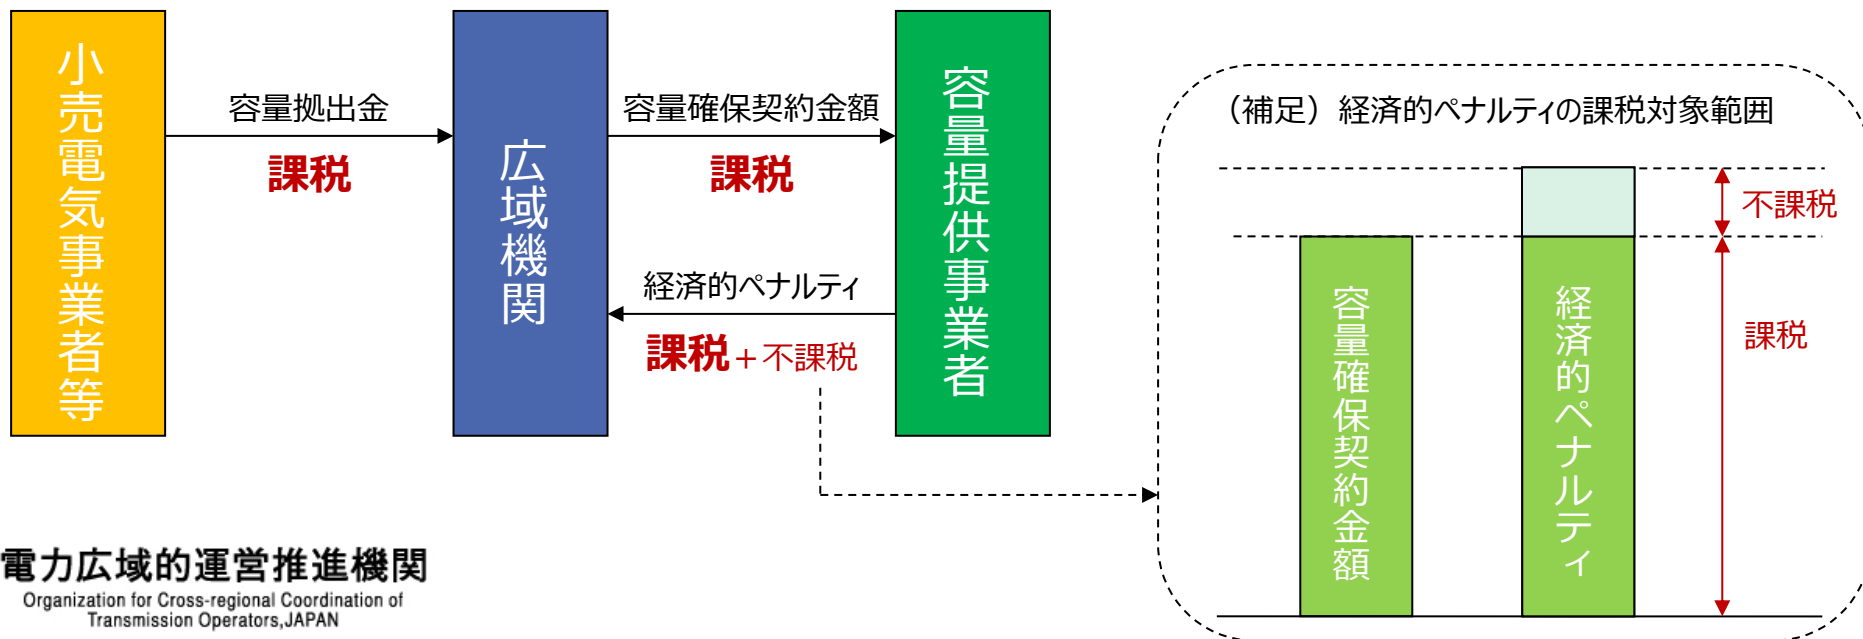 小売電気事業者等
容量拠出金
課税
広域機関
容量確保契約金額
課税
経済的ペナルティ
課税+不課税
容量提供事業者
（補足）経済的ペナルティの課税対象範囲
不課税
課税
容量確保契約金額
経済的ペナルティ
電力広域的運営推進機関
Organization for Cross-regional Coordination of
Transmission Operators,JAPAN